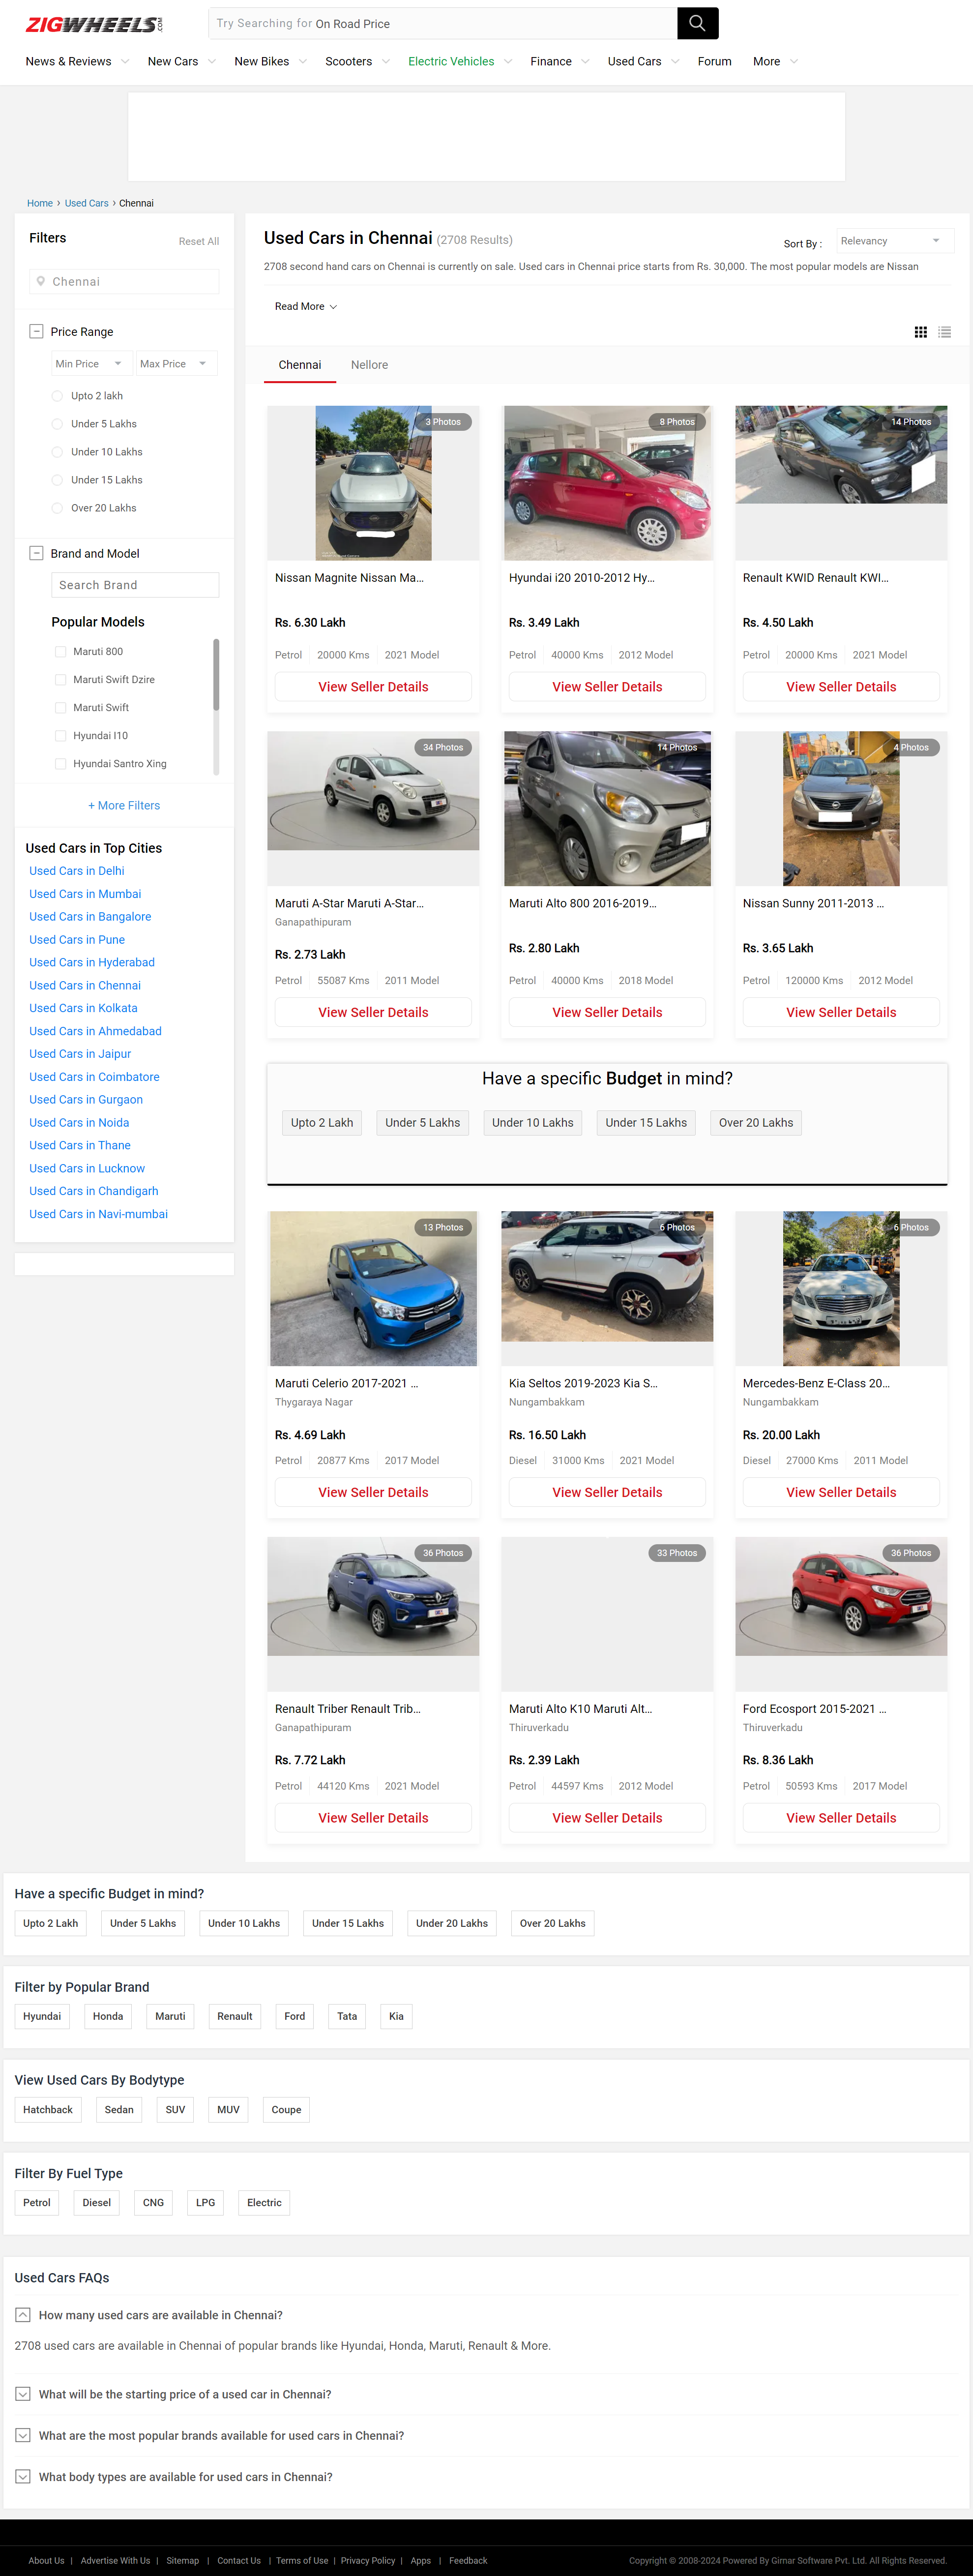 ZIGWHEELS.COM
Try Searching for On Road Price
News & Reviews New Cars New Bikes Scooters Electric Vehicles Finance Used Cars Forum More
Home › Used Cars › Chennai
Filters
Reset All
Chennai
Price Range
Min Price Max Price
Upto 2 lakh
Under 5 Lakhs
Under 10 Lakhs
Under 15 Lakhs
Over 20 Lakhs
Brand and Model
Search Brand
Popular Models
Maruti 800
Maruti Swift Dzire
Maruti Swift
Hyundai I10
Hyundai Santro Xing
+ More Filters
Used Cars in Top Cities
Used Cars in Delhi
Used Cars in Mumbai
Used Cars in Bangalore
Used Cars in Pune
Used Cars in Hyderabad
Used Cars in Chennai
Used Cars in Kolkata
Used Cars in Ahmedabad
Used Cars in Jaipur
Used Cars in Coimbatore
Used Cars in Gurgaon
Used Cars in Noida
Used Cars in Thane
Used Cars in Lucknow
Used Cars in Chandigarh
Used Cars in Navi-mumbai
Used Cars in Chennai (2708 Results)
Sort By : Relevancy
2708 second hand cars on Chennai is currently on sale. Used cars in Chennai price starts from Rs. 30,000. The most popular models are Nissan
Read More
Chennai Nellore
3 Photos
Nissan Magnite Nissan Ma...
Rs. 6.30 Lakh
Petrol 20000 Kms 2021 Model
View Seller Details
8 Photos
Hyundai i20 2010-2012 Hy...
Rs. 3.49 Lakh
Petrol 40000 Kms 2012 Model
View Seller Details
14 Photos
Renault KWID Renault KWI...
Rs. 4.50 Lakh
Petrol 20000 Kms 2021 Model
View Seller Details
34 Photos
Maruti A-Star Maruti A-Star...
Ganapathipuram
Rs. 2.73 Lakh
Petrol 55087 Kms 2011 Model
View Seller Details
14 Photos
Maruti Alto 800 2016-2019...
Rs. 2.80 Lakh
Petrol 40000 Kms 2018 Model
View Seller Details
4 Photos
Nissan Sunny 2011-2013 ...
Rs. 3.65 Lakh
Petrol 120000 Kms 2012 Model
View Seller Details
Have a specific Budget in mind?
Upto 2 Lakh Under 5 Lakhs Under 10 Lakhs Under 15 Lakhs Over 20 Lakhs
13 Photos
Maruti Celerio 2017-2021 ...
Thygaraya Nagar
Rs. 4.69 Lakh
Petrol 20877 Kms 2017 Model
View Seller Details
6 Photos
Kia Seltos 2019-2023 Kia S...
Nungambakkam
Rs. 16.50 Lakh
Diesel 31000 Kms 2021 Model
View Seller Details
6 Photos
Mercedes-Benz E-Class 20...
Nungambakkam
Rs. 20.00 Lakh
Diesel 27000 Kms 2011 Model
View Seller Details
36 Photos
Renault Triber Renault Trib...
Ganapathipuram
Rs. 7.72 Lakh
Petrol 44120 Kms 2021 Model
View Seller Details
33 Photos
Maruti Alto K10 Maruti Alt...
Thiruverkadu
Rs. 2.39 Lakh
Petrol 44597 Kms 2012 Model
View Seller Details
36 Photos
Ford Ecosport 2015-2021 ...
Thiruverkadu
Rs. 8.36 Lakh
Petrol 50593 Kms 2017 Model
View Seller Details
Have a specific Budget in mind?
Upto 2 Lakh Under 5 Lakhs Under 10 Lakhs Under 15 Lakhs Under 20 Lakhs Over 20 Lakhs
Filter by Popular Brand
Hyundai Honda Maruti Renault Ford Tata Kia
View Used Cars By Bodytype
Hatchback Sedan SUV MUV Coupe
Filter By Fuel Type
Petrol Diesel CNG LPG Electric
Used Cars FAQs
How many used cars are available in Chennai?
2708 used cars are available in Chennai of popular brands like Hyundai, Honda, Maruti, Renault & More.
What will be the starting price of a used car in Chennai?
What are the most popular brands available for used cars in Chennai?
What body types are available for used cars in Chennai?
About Us | Advertise With Us | Sitemap | Contact Us | Terms of Use | Privacy Policy | Apps | Feedback
Copyright © 2008-2024 Powered By Girnar Software Pvt. Ltd. All Rights Reserved.